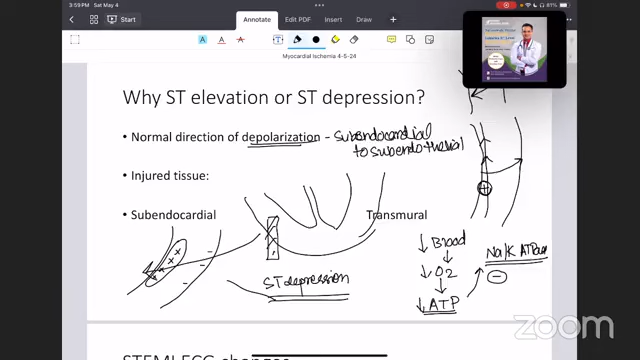 3:59 PM Sat May 4
81%
Start
Annotate
Edit PDF
Insert
Draw
Myocardial Ischemia 4-5-24
Why ST elevation or ST depression?
• Normal direction of depolarization - Subendocardial
to subendothelial
• Injured tissue:
• Subendocardial
Transmural
ST depression
↓ Blood
↓ O2
↓ ATP
Na/K ATPase
zoom